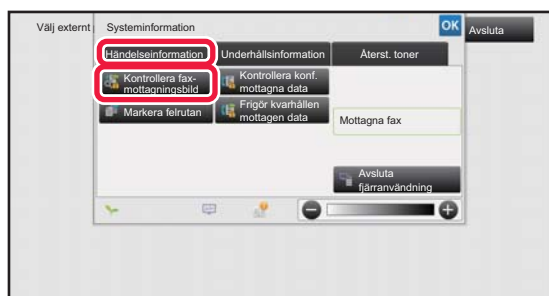 Välj externt
Systeminformation
OK
Avsluta
Händelseinformation
Underhållsinformation
Återst. toner
Kontrollera fax-
mottagningsbild
Kontrollera konf.
mottagna data
Markera felrutan
Frigör kvarhållen
mottagen data
Mottagna fax
Avsluta
fjärranvändning